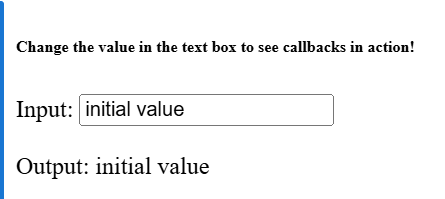 Change the value in the text box to see callbacks in action!
Input: initial value
Output: initial value